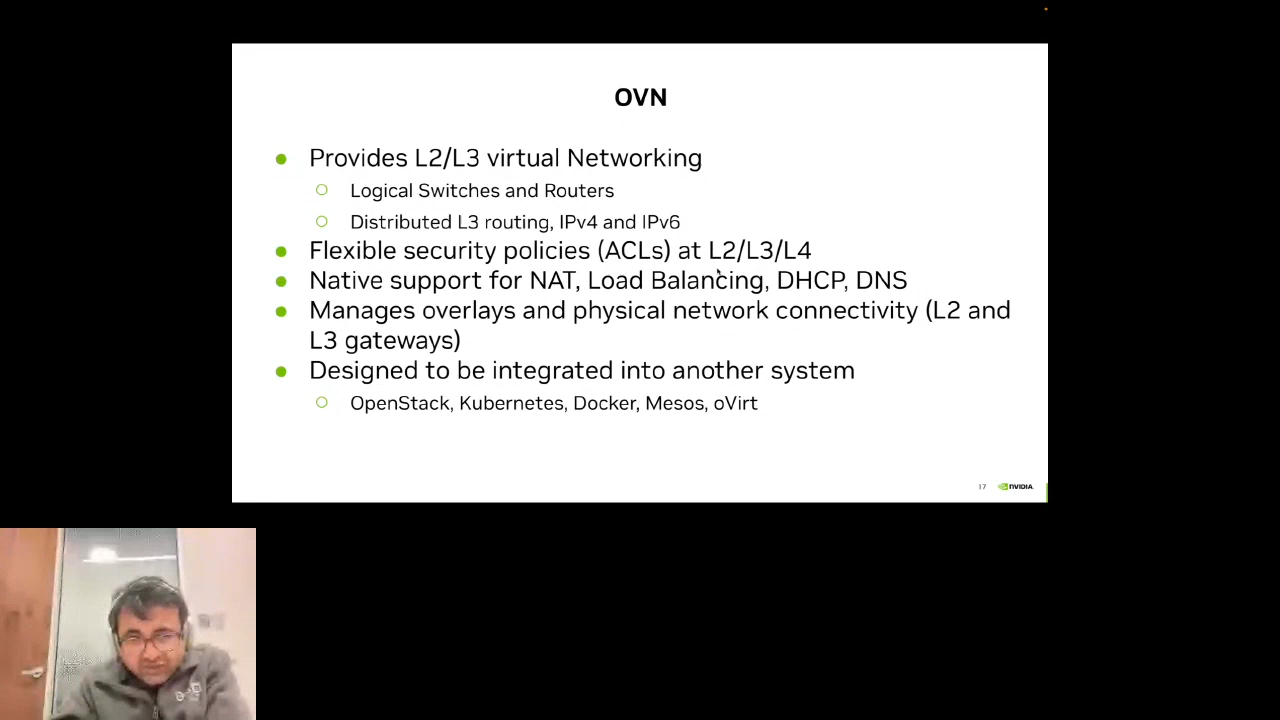 OVN
Provides L2/L3 virtual Networking
Logical Switches and Routers
Distributed L3 routing, IPv4 and IPv6
Flexible security policies (ACLs) at L2/L3/L4
Native support for NAT, Load Balancing, DHCP, DNS
Manages overlays and physical network connectivity (L2 and
L3 gateways)
Designed to be integrated into another system
OpenStack, Kubernetes, Docker, Mesos, oVirt
17 NVIDIA